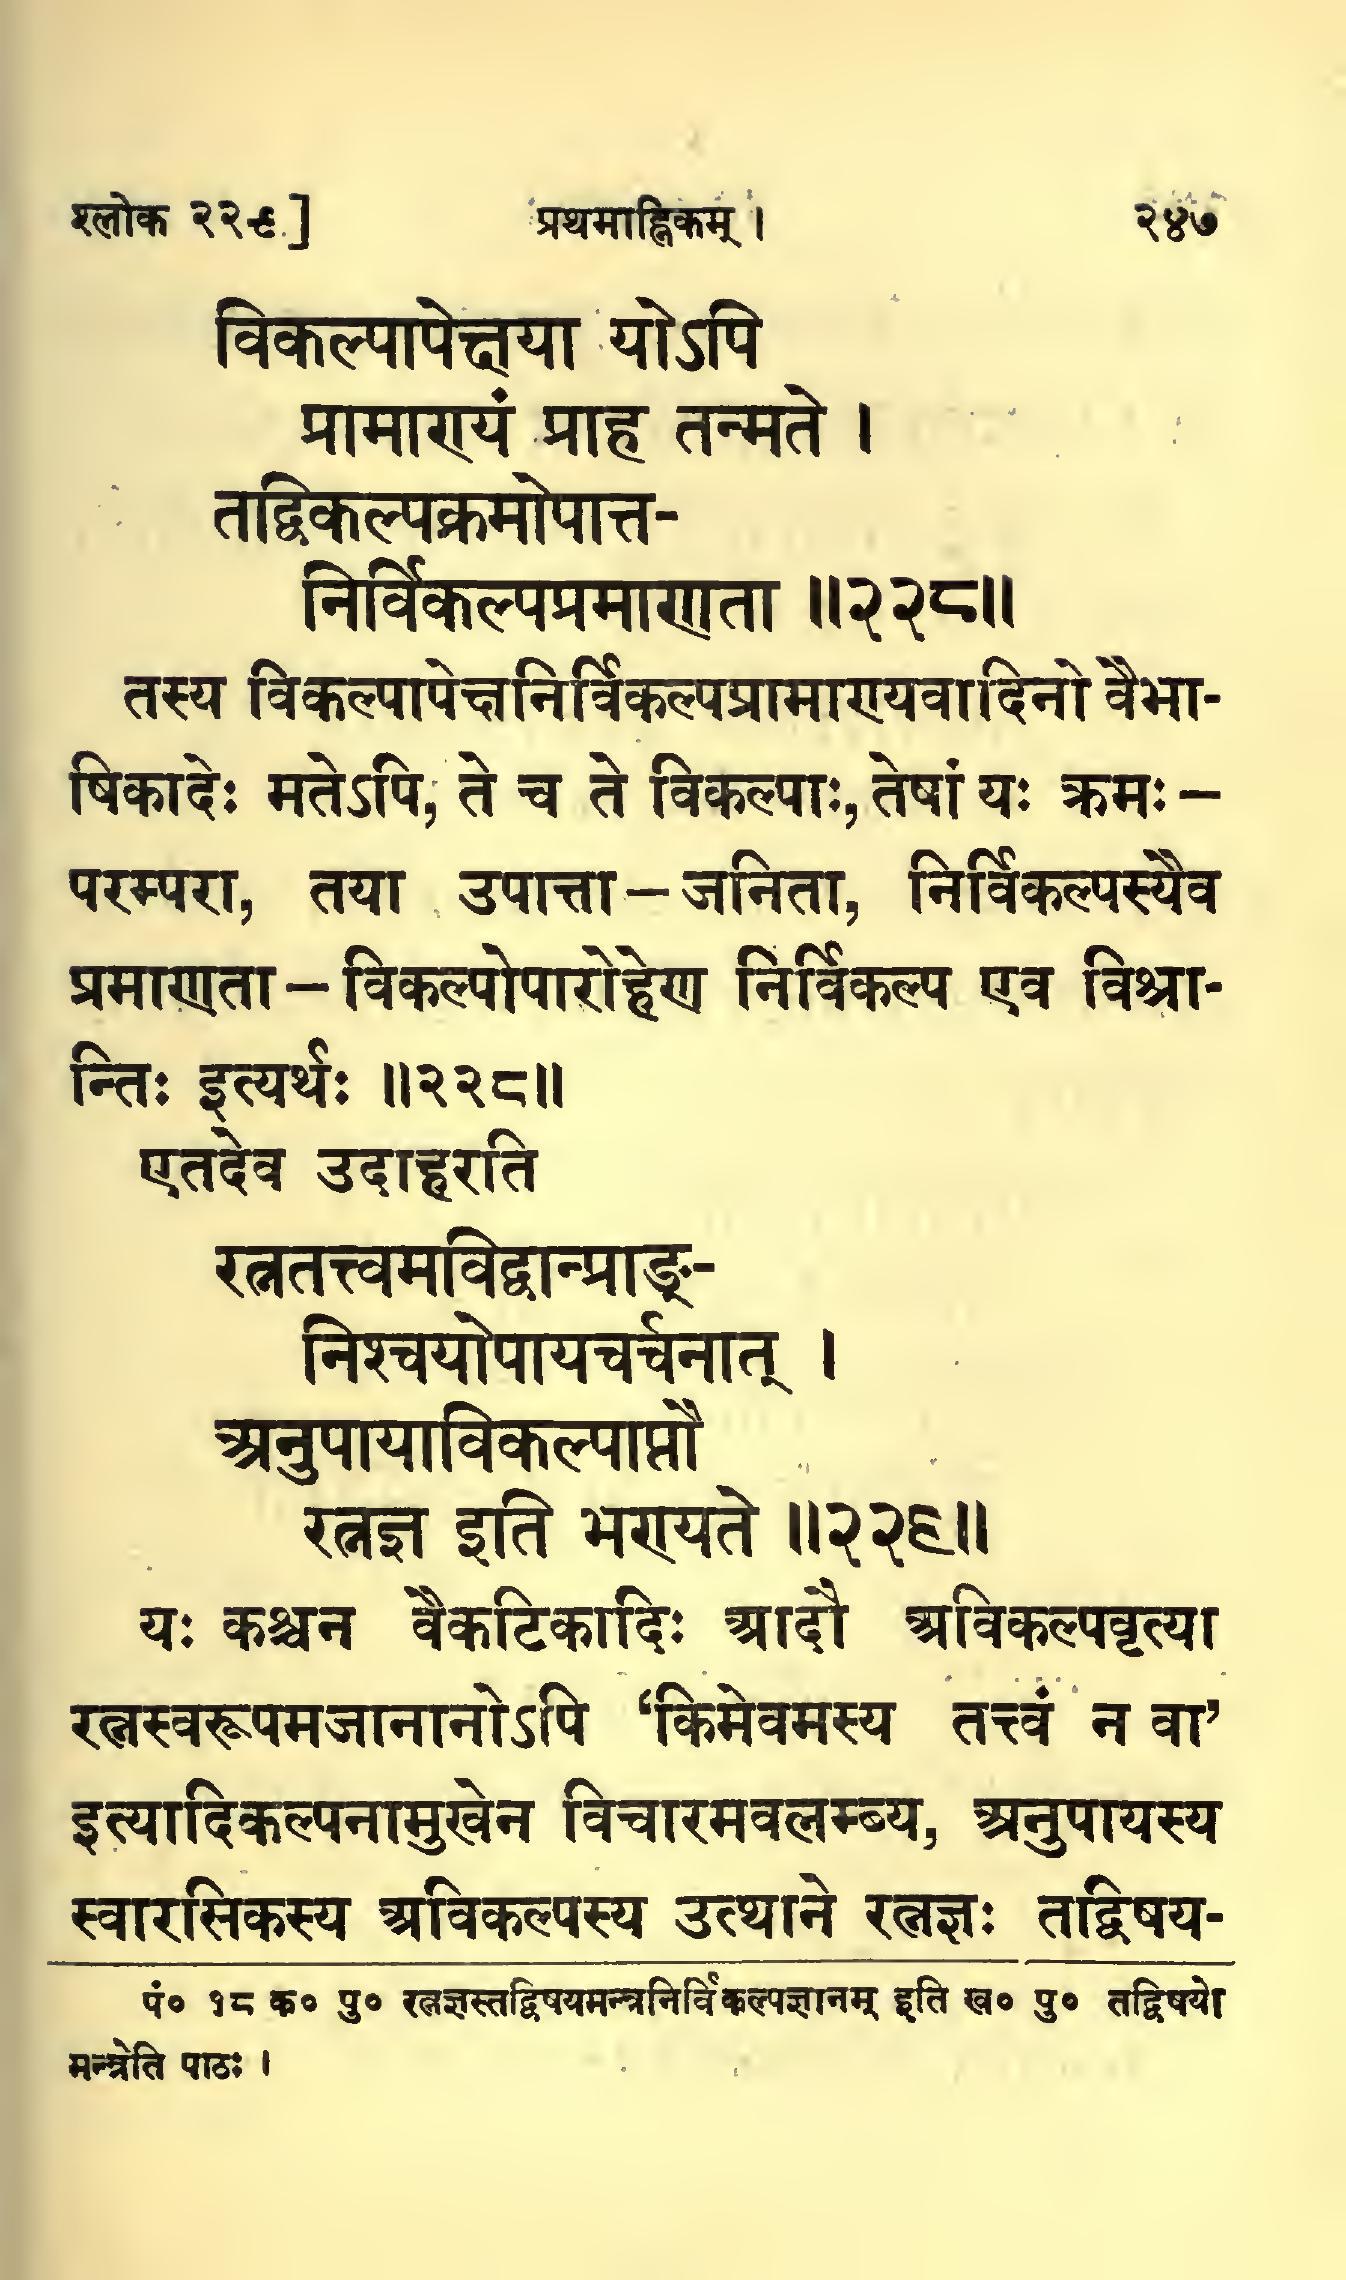 श्लोक २२९.]
प्रथमाह्निकम् ।
२४७
विकल्पापेक्षया योऽपि
प्रामाण्यं प्राह तन्मते ।
तद्विकल्पक्रमोपात्त-
निर्विकल्पप्रमाणता ॥२२८॥
तस्य विकल्पापेक्षनिर्विकल्पप्रामाण्यवादिनो वैभा-
षिकादेः मतेऽपि, ते च ते विकल्पाः, तेषां यः क्रमः—
परम्परा, तया उपात्ता—जनिता, निर्विकल्पस्यैव
प्रमाणता—विकल्पोपारोहेण निर्विकल्प एव विश्रा-
न्तिः इत्यर्थः ॥२२८॥
एतदेव उदाहरति
रत्नतत्त्वमविद्वान्प्राङ्-
निश्चयोपायचर्चनात् ।
अनुपायाविकल्पाप्तौ
रत्नज्ञ इति भण्यते ॥२२९॥
यः कश्चन वैकटिकादिः आदौ अविकल्पवृत्या
रत्नस्वरूपमजानानोऽपि ‘किमेवमस्य तत्त्वं न वा’
इत्यादिकल्पनामुखेन विचारमवलम्ब्य, अनुपायस्य
स्वारसिकस्य अविकल्पस्य उत्थाने रत्नज्ञः तद्विषय-
पं० १८ क० पु० रत्नज्ञस्तद्विषयमन्त्रनिर्विकल्पज्ञानम् इति ख० पु० तद्विषयो
मन्त्रेति पाठः ।